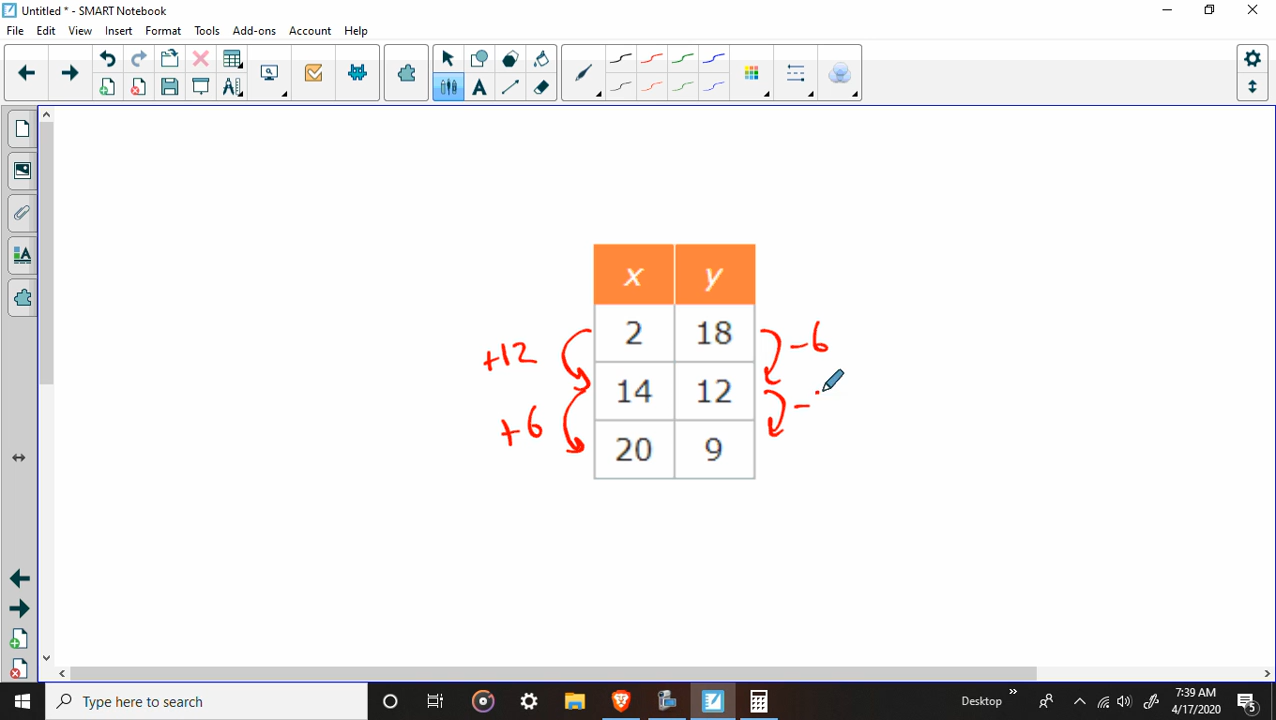 Untitled * - SMART Notebook
File Edit View Insert Format Tools Add-ons Account Help
x y
2 18
+12 -6
14 12
+6 -
20 9
Type here to search
Desktop
7:39 AM
4/17/2020
5